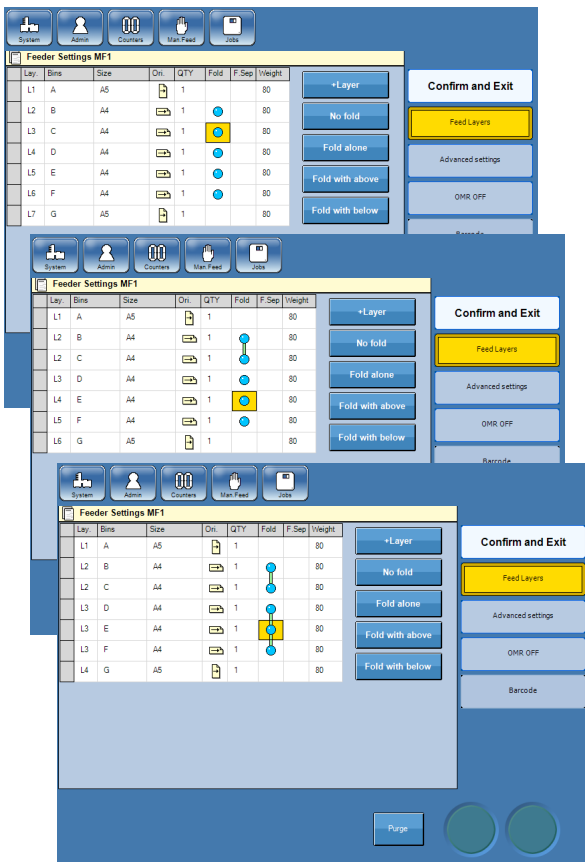 System Admin Counters Man.Feed Jobs
Feeder Settings MF1
Lay. Bins Size Ori. QTY Fold F.Sep Weight
L1 A A5 1 80
L2 B A4 1 80
L3 C A4 1 80
L4 D A4 1 80
L5 E A4 1 80
L6 F A4 1 80
L7 G A5 1 80
+Layer
No fold
Fold alone
Fold with above
Fold with below
Confirm and Exit
Feed Layers
Advanced settings
OMR OFF
Barcode
System Admin Counters Man.Feed Jobs
Feeder Settings MF1
Lay. Bins Size Ori. QTY Fold F.Sep Weight
L1 A A5 1 80
L2 B A4 1 80
L2 C A4 1 80
L3 D A4 1 80
L4 E A4 1 80
L5 F A4 1 80
L6 G A5 1 80
+Layer
No fold
Fold alone
Fold with above
Fold with below
Confirm and Exit
Feed Layers
Advanced settings
OMR OFF
Barcode
System Admin Counters Man.Feed Jobs
Feeder Settings MF1
Lay. Bins Size Ori. QTY Fold F.Sep Weight
L1 A A5 1 80
L2 B A4 1 80
L2 C A4 1 80
L3 D A4 1 80
L3 E A4 1 80
L3 F A4 1 80
L4 G A5 1 80
+Layer
No fold
Fold alone
Fold with above
Fold with below
Confirm and Exit
Feed Layers
Advanced settings
OMR OFF
Barcode
Purge